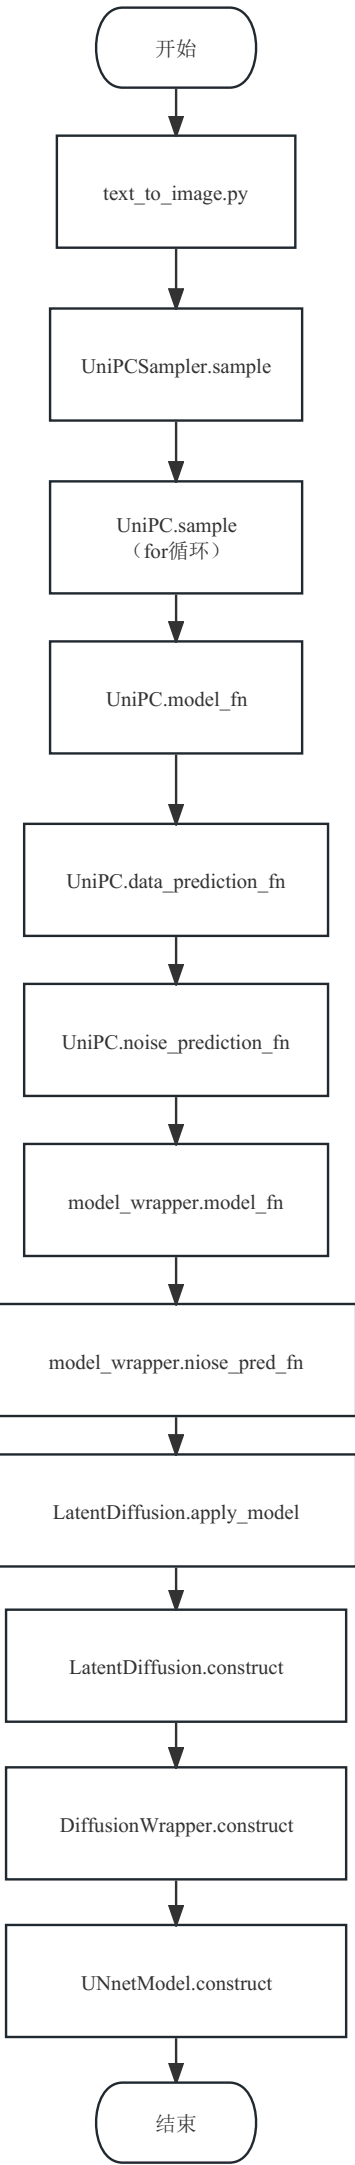 开始
text_to_image.py
UniPCSampler.sample
UniPC.sample
（for循环）
UniPC.model_fn
UniPC.data_prediction_fn
UniPC.noise_prediction_fn
model_wrapper.model_fn
model_wrapper.niose_pred_fn
LatentDiffusion.apply_model
LatentDiffusion.construct
DiffusionWrapper.construct
UNnetModel.construct
结束